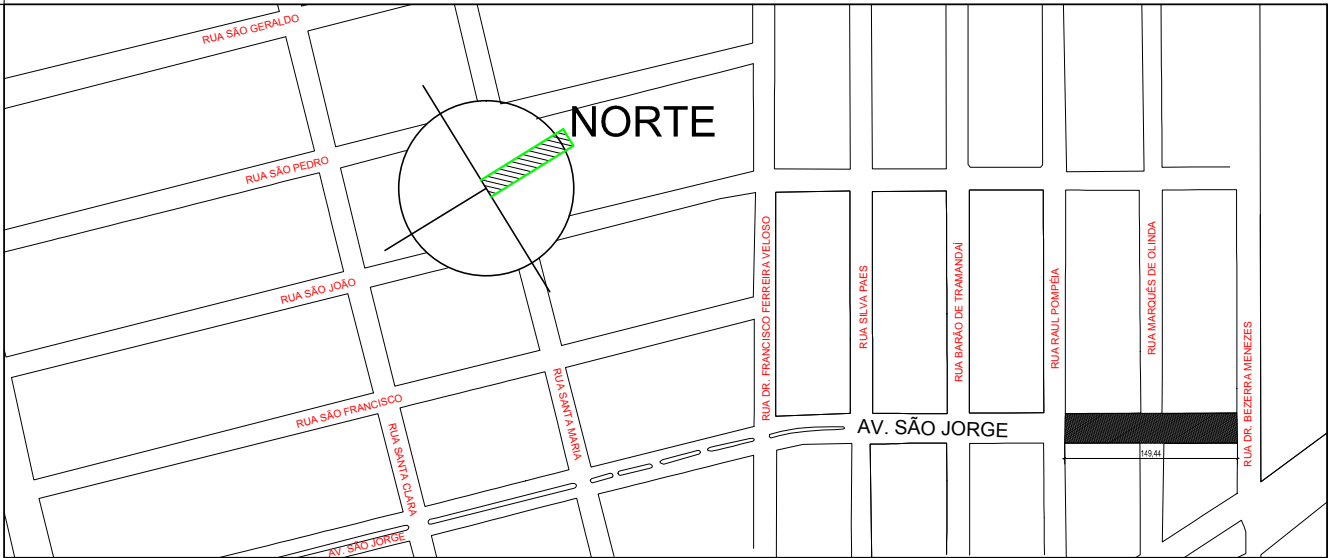 RUA SÃO GERALDO
NORTE
RUA SÃO PEDRO
RUA SÃO JOÃO
RUA SÃO FRANCISCO
RUA SANTA CLARA
RUA SANTA MARIA
AV. SÃO JORGE
RUA DR. FRANCISCO FERREIRA VELOSO
RUA SILVA PAES
RUA BARÃO DE TRAMANDAÍ
RUA RAUL POMPÉIA
RUA MARQUÊS DE OLINDA
RUA DR. BEZERRA MENEZES
AV. SÃO JORGE
149,44